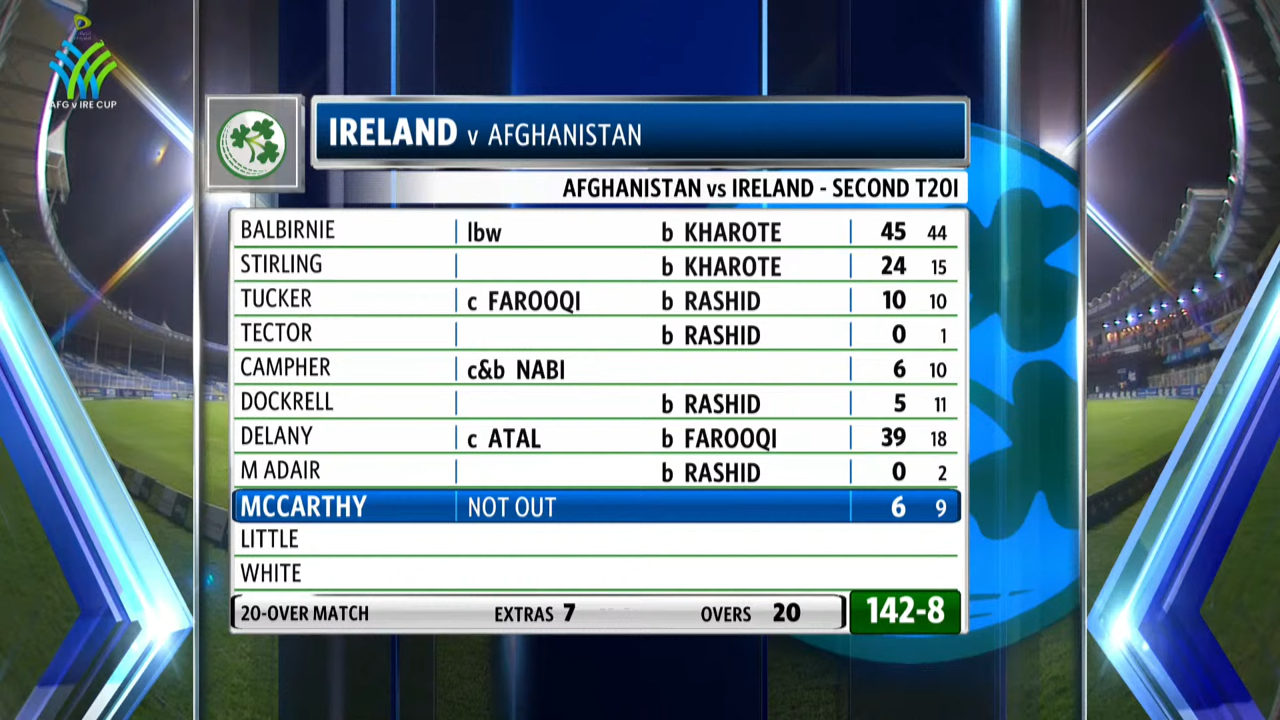 AFG v IRE CUP
IRELAND v AFGHANISTAN
AFGHANISTAN vs IRELAND - SECOND T20I
BALBIRNIE lbw b KHAROTE 45 44
STIRLING b KHAROTE 24 15
TUCKER c FAROOQI b RASHID 10 10
TECTOR b RASHID 0 1
CAMPHER c&b NABI 6 10
DOCKRELL b RASHID 5 11
DELANY c ATAL b FAROOQI 39 18
M ADAIR b RASHID 0 2
MCCARTHY NOT OUT 6 9
LITTLE
WHITE
20-OVER MATCH EXTRAS 7 OVERS 20 142-8